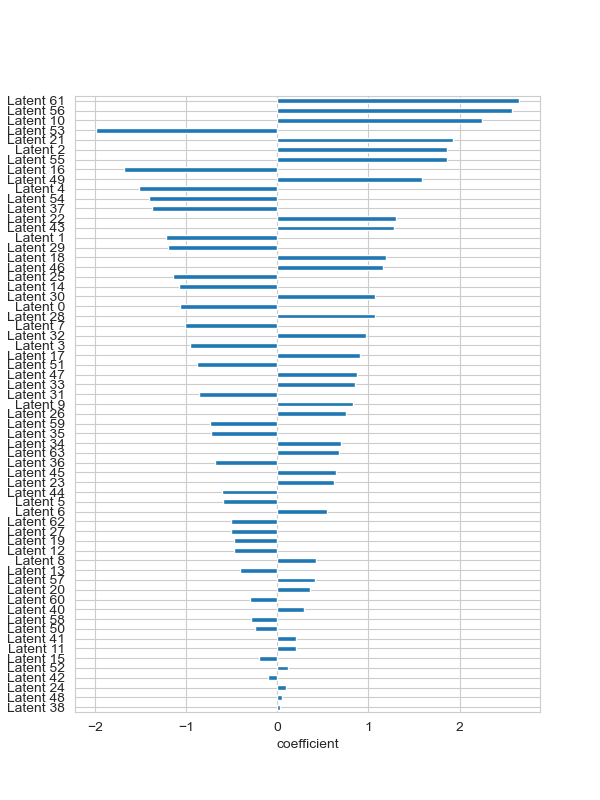 Latent 61
Latent 56
Latent 10
Latent 53
Latent 21
Latent 2
Latent 55
Latent 16
Latent 49
Latent 4
Latent 54
Latent 37
Latent 22
Latent 43
Latent 1
Latent 29
Latent 18
Latent 46
Latent 25
Latent 14
Latent 30
Latent 0
Latent 28
Latent 7
Latent 32
Latent 3
Latent 17
Latent 51
Latent 47
Latent 33
Latent 31
Latent 9
Latent 26
Latent 59
Latent 35
Latent 34
Latent 63
Latent 36
Latent 45
Latent 23
Latent 44
Latent 5
Latent 6
Latent 62
Latent 27
Latent 19
Latent 12
Latent 8
Latent 13
Latent 57
Latent 20
Latent 60
Latent 40
Latent 58
Latent 50
Latent 41
Latent 11
Latent 15
Latent 52
Latent 42
Latent 24
Latent 48
Latent 38
−2 −1 0 1 2
coefficient